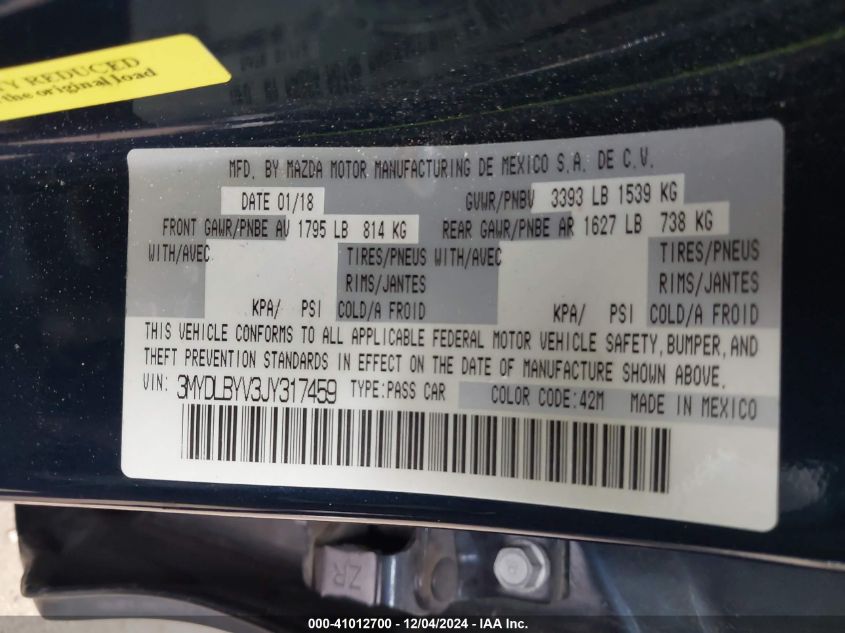 Y REDUCED
the original load
MFD. BY MAZDA MOTOR MANUFACTURING DE MEXICO S.A. DE C.V.
DATE 01/18 GVWR/PNBV 3393 LB 1539 KG
FRONT GAWR/PNBE AV 1795 LB 814 KG REAR GAWR/PNBE AR 1627 LB 738 KG
WITH/AVEC TIRES/PNEUS WITH/AVEC TIRES/PNEUS
RIMS/JANTES RIMS/JANTES
KPA/ PSI COLD/A FROID KPA/ PSI COLD/A FROID
THIS VEHICLE CONFORMS TO ALL APPLICABLE FEDERAL MOTOR VEHICLE SAFETY,BUMPER,AND
THEFT PREVENTION STANDARDS IN EFFECT ON THE DATE OF MANUFACTURE SHOWN ABOVE.
VIN: 3MYDLBYV3JY317459 TYPE:PASS CAR COLOR CODE:42M MADE IN MEXICO
ZR
000-41012700 - 12/04/2024 - IAA Inc.